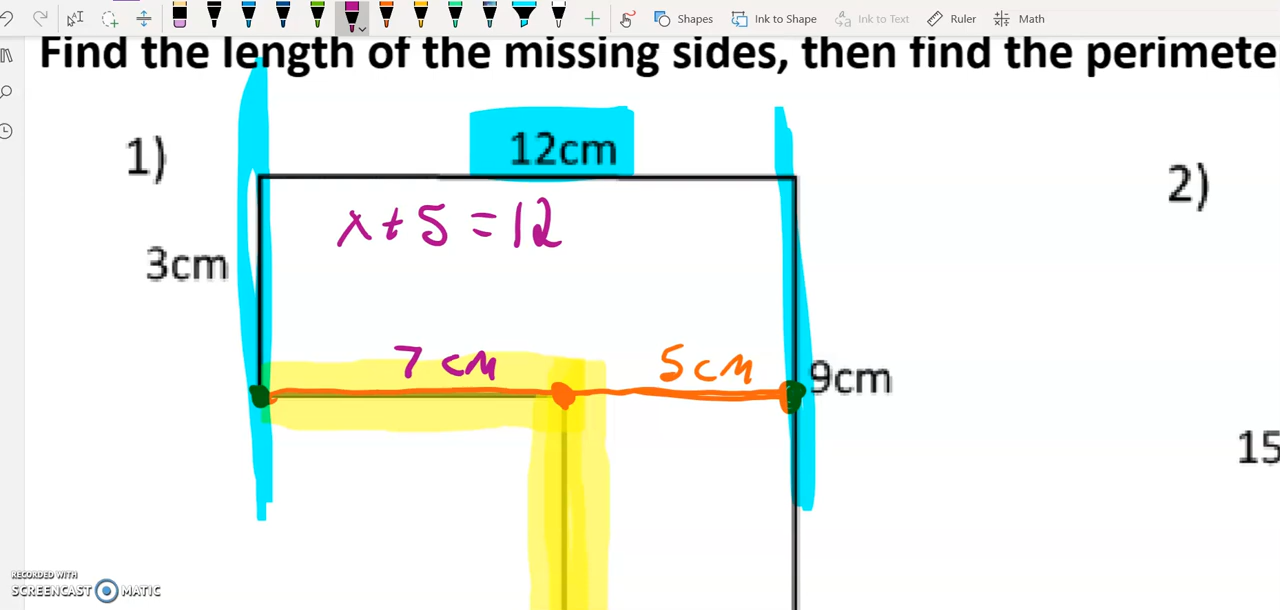 Shapes Ink to Shape Ink to Text Ruler Math
Find the length of the missing sides, then find the perimete
1)
12cm
2)
x + 5 = 12
3cm
7 cm
5 cm
9cm
15
RECORDED WITH
SCREENCAST MATIC